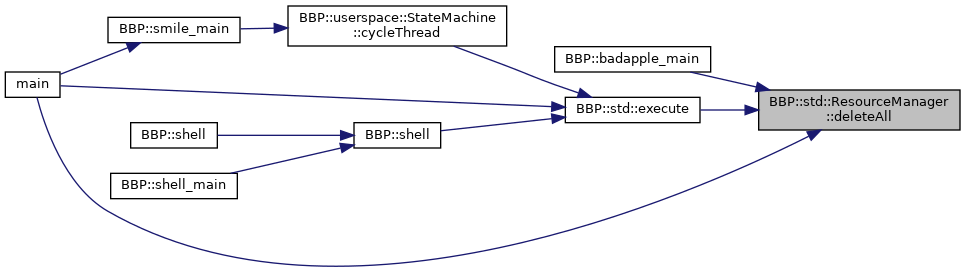 BBP::smile_main
BBP::userspace::StateMachine
::cycleThread
BBP::badapple_main
main
BBP::std::execute
BBP::std::ResourceManager
::deleteAll
BBP::shell
BBP::shell
BBP::shell_main